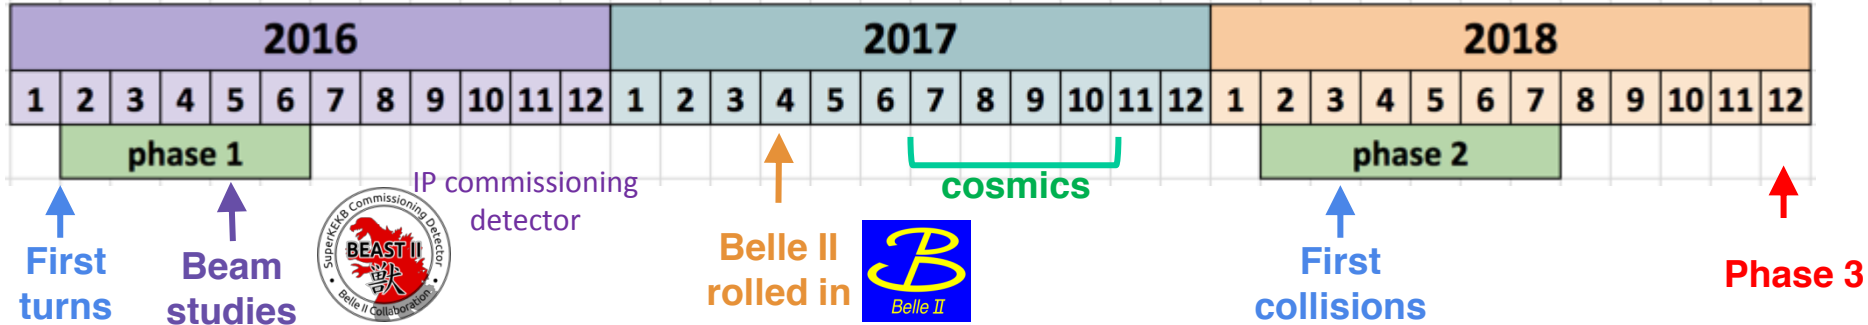 2016 2017 2018
1 2 3 4 5 6 7 8 9 10 11 12 1 2 3 4 5 6 7 8 9 10 11 12 1 2 3 4 5 6 7 8 9 10 11 12
phase 1
phase 2
IP commissioning
detector
cosmics
SuperKEKB Commissioning Detector
BEAST II
獣
Belle II Collaboration
First
turns
Beam
studies
Belle II
rolled in
B
Belle II
First
collisions
Phase 3